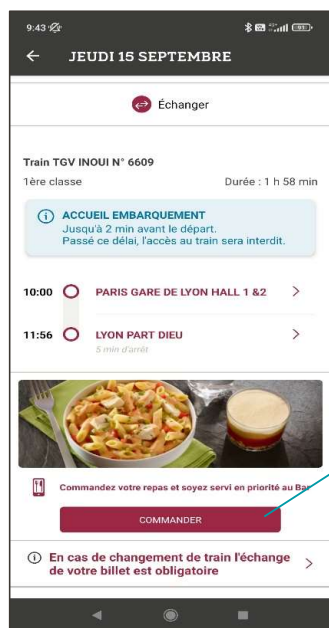 9:43
91
JEUDI 15 SEPTEMBRE
Échanger
Train TGV INOUI N° 6609
1ère classe
Durée : 1 h 58 min
ACCUEIL EMBARQUEMENT
Jusqu'à 2 min avant le départ.
Passé ce délai, l'accès au train sera interdit.
10:00 PARIS GARE DE LYON HALL 1 &2
11:56 LYON PART DIEU
5 min d'arrêt
Commandez votre repas et soyez servi en priorité au Bar
COMMANDER
En cas de changement de train l'échange
de votre billet est obligatoire